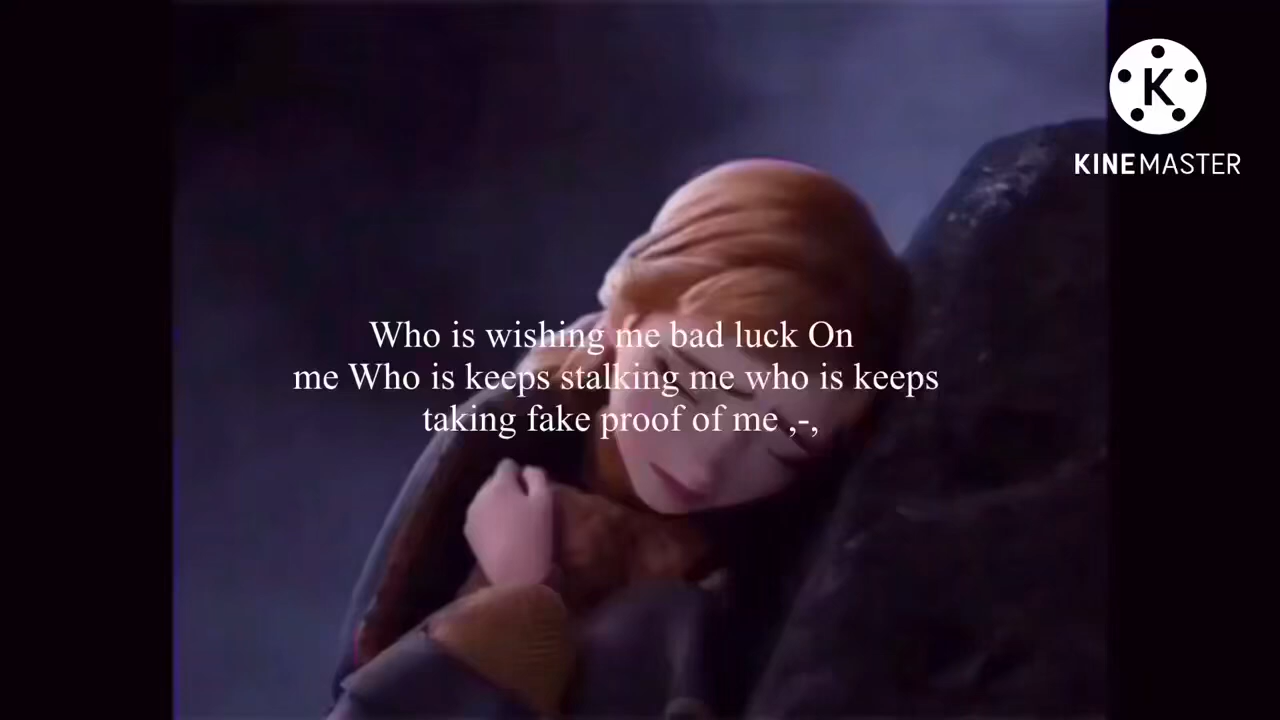 K
KINEMASTER
Who is wishing me bad luck On
me Who is keeps stalking me who is keeps
taking fake proof of me ,-,